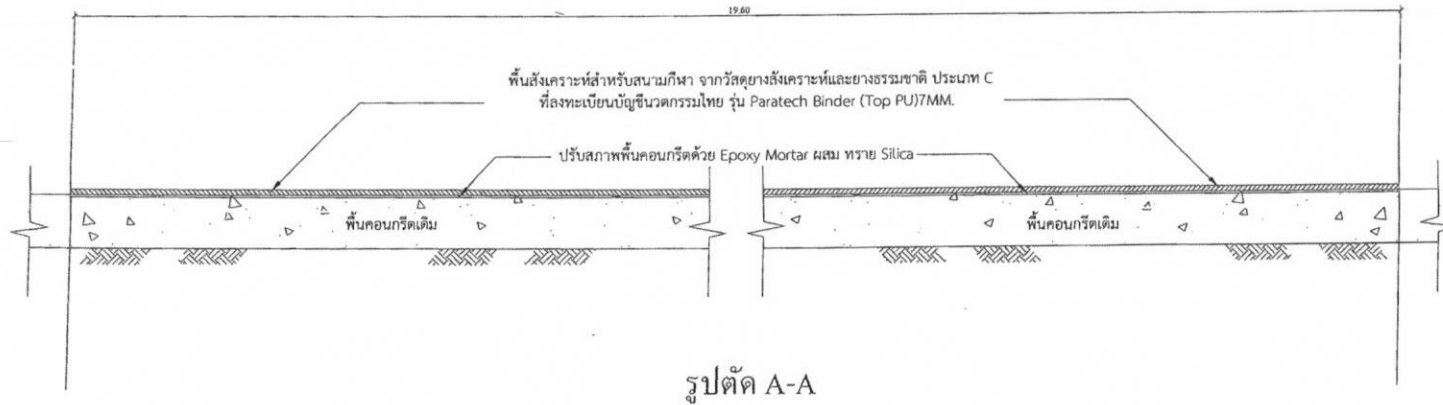 19.60
พื้นสังเคราะห์สำหรับสนามกีฬา จากวัสดุยางสังเคราะห์และยางธรรมชาติ ประเภท C
ที่ลงทะเบียนบัญชีนวตกรรมไทย รุ่น Paratech Binder (Top PU)7MM.
ปรับสภาพพื้นคอนกรีตด้วย Epoxy Mortar ผสม ทราย Silica
พื้นคอนกรีตเดิม
พื้นคอนกรีตเดิม
รูปตัด A-A